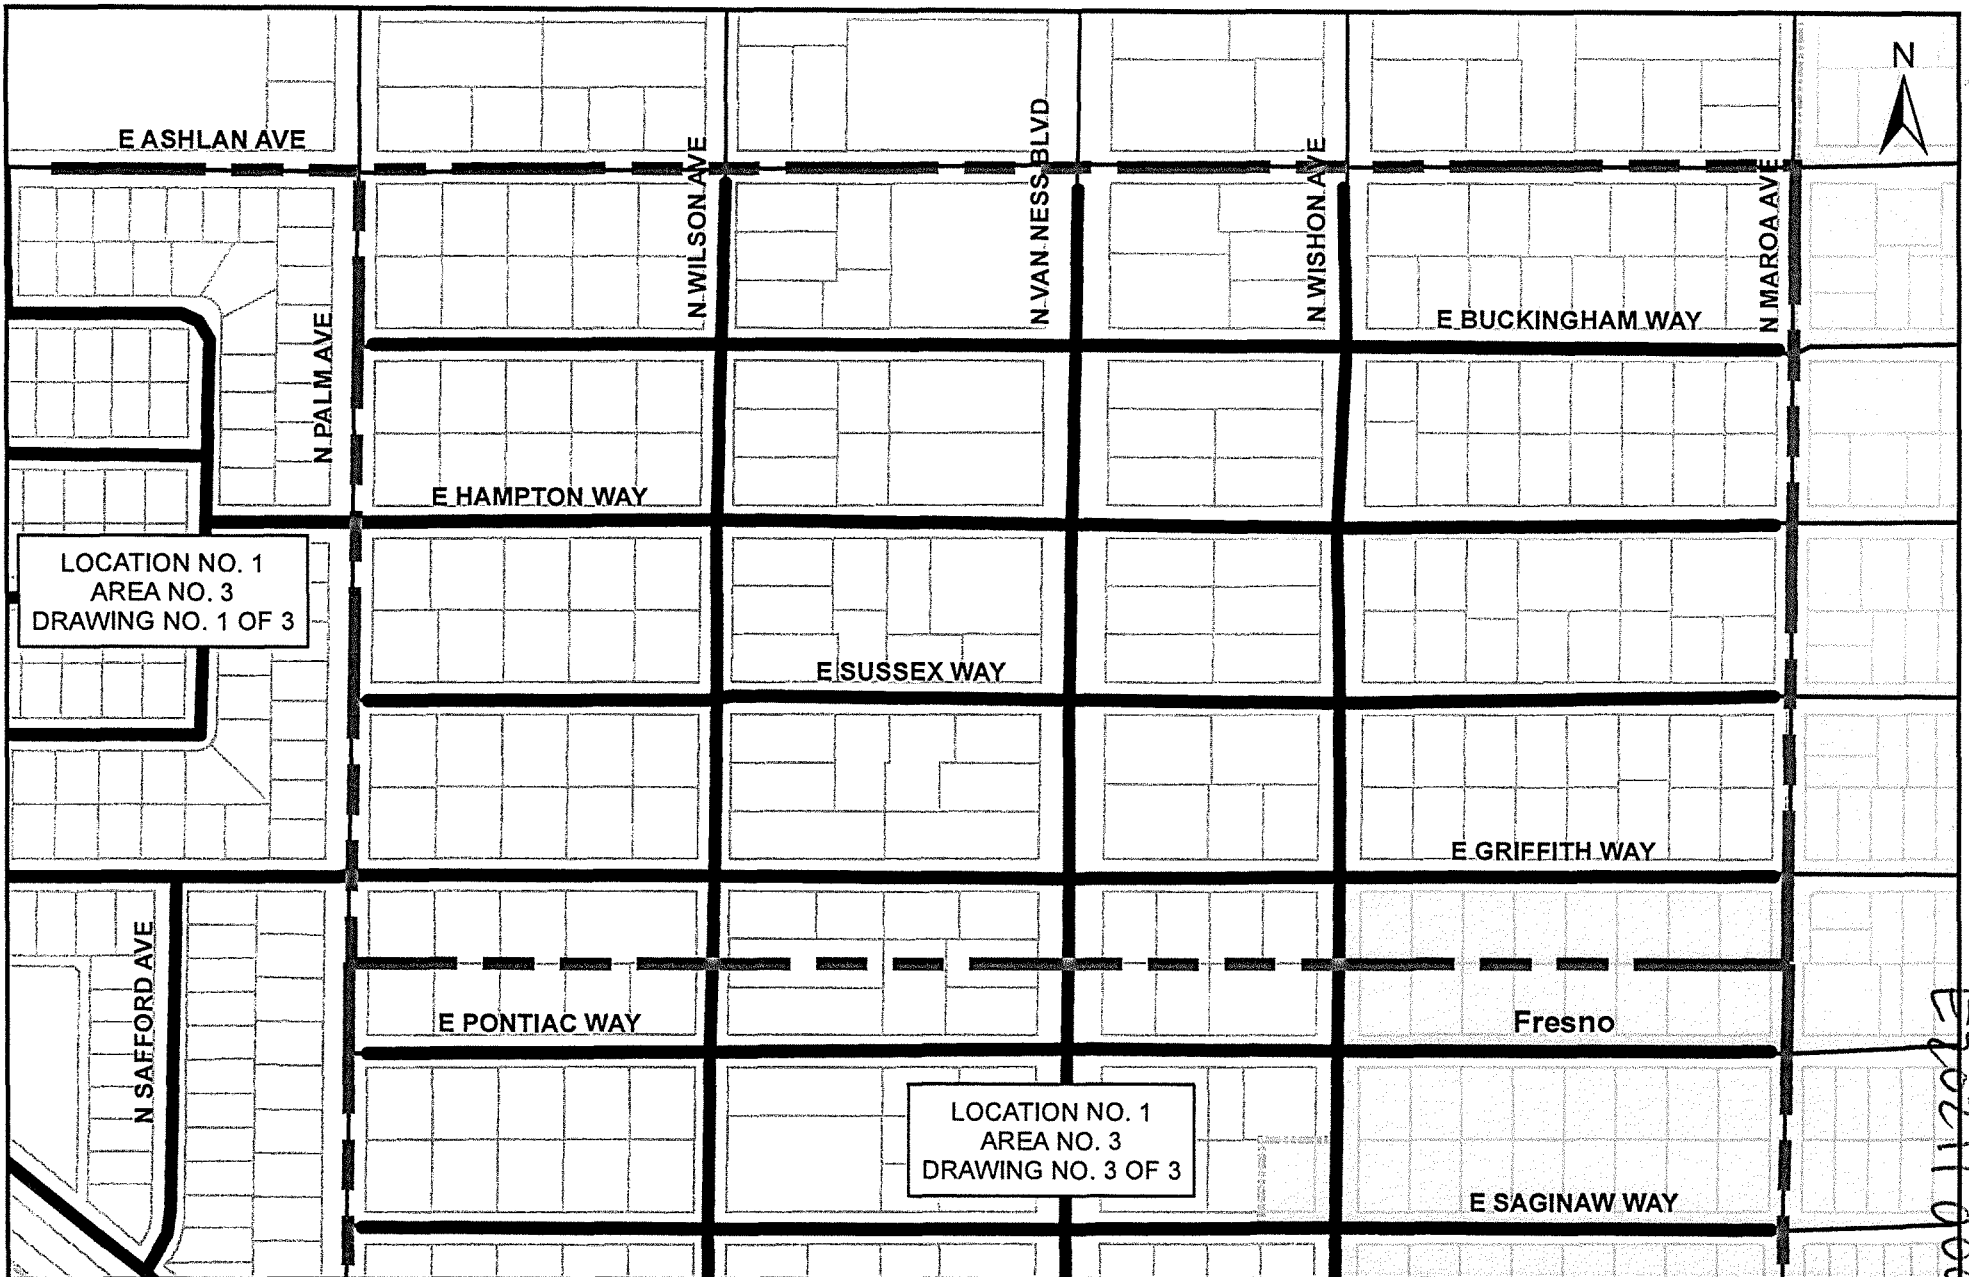 N
E ASHLAN AVE
N WILSON AVE
N VAN NESS BLVD
N WISHON AVE
N MAROA AVE
N PALM AVE
E BUCKINGHAM WAY
E HAMPTON WAY
LOCATION NO. 1
AREA NO. 3
DRAWING NO. 1 OF 3
E SUSSEX WAY
E GRIFFITH WAY
N SAFFORD AVE
E PONTIAC WAY
Fresno
LOCATION NO. 1
AREA NO. 3
DRAWING NO. 3 OF 3
E SAGINAW WAY